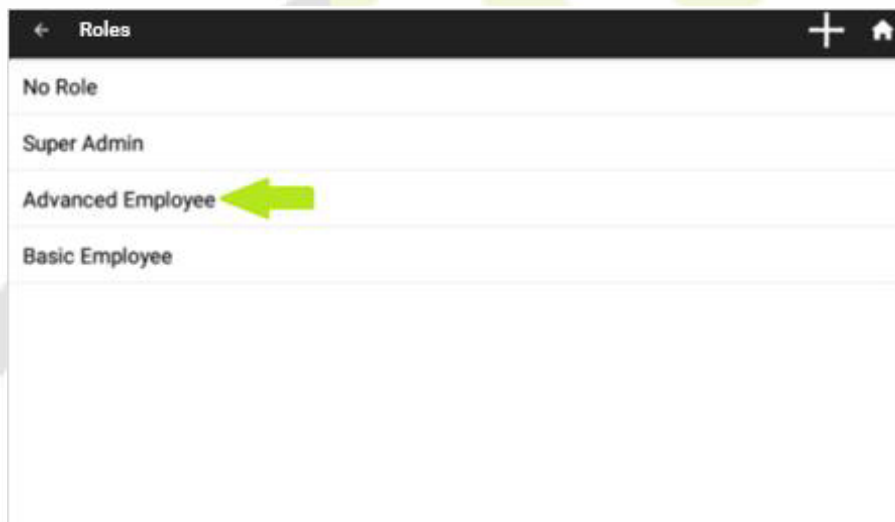 Roles
No Role
Super Admin
Advanced Employee
Basic Employee